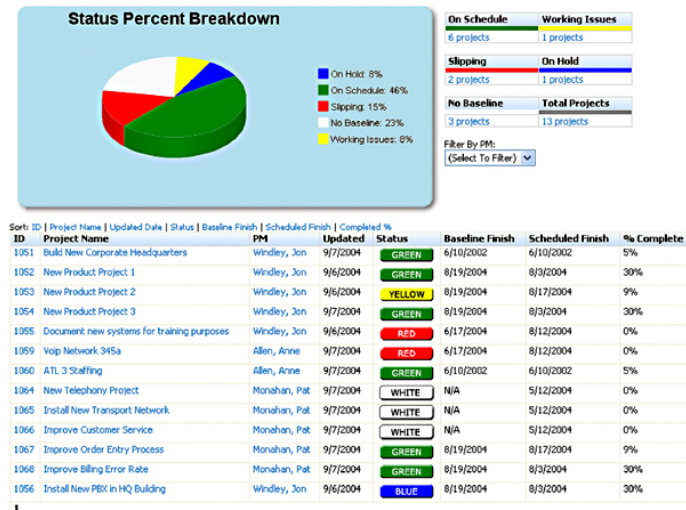 Status Percent Breakdown
On Hold: 8%
On Schedule: 46%
Slipping: 15%
No Baseline: 23%
Working Issues: 8%
On Schedule Working Issues
6 projects 1 projects
Slipping On Hold
2 projects 1 projects
No Baseline Total Projects
3 projects 13 projects
Filter By PM:
(Select To Filter)
Sort: ID | Project Name | Updated Date | Status | Baseline Finish | Scheduled Finish | Completed %
ID Project Name PM Updated Status Baseline Finish Scheduled Finish % Complete
1051 Build New Corporate Headquarters Windley, Jon 9/7/2004 GREEN 6/10/2002 6/10/2002 5%
1052 New Product Project 1 Windley, Jon 9/6/2004 GREEN 8/19/2004 8/3/2004 30%
1053 New Product Project 2 Windley, Jon 9/6/2004 YELLOW 8/19/2004 8/17/2004 9%
1054 New Product Project 3 Windley, Jon 9/7/2004 GREEN 8/19/2004 8/3/2004 30%
1055 Document new systems for training purposes Windley, Jon 9/6/2004 RED 6/17/2004 8/12/2004 0%
1059 Voip Network 345a Allen, Anne 9/7/2004 RED 6/17/2004 8/12/2004 0%
1060 ATL 3 Staffing Allen, Anne 9/7/2004 GREEN 6/10/2002 6/10/2002 5%
1064 New Telephony Project Monahan, Pat 9/7/2004 WHITE N/A 5/12/2004 0%
1065 Install New Transport Network Monahan, Pat 9/7/2004 WHITE N/A 5/12/2004 0%
1066 Improve Customer Service Monahan, Pat 9/7/2004 WHITE N/A 5/12/2004 0%
1067 Improve Order Entry Process Monahan, Pat 9/7/2004 GREEN 8/19/2004 8/17/2004 9%
1068 Improve Billing Error Rate Monahan, Pat 9/7/2004 GREEN 8/19/2004 8/3/2004 30%
1056 Install New PBX in HQ Building Windley, Jon 9/6/2004 BLUE 8/19/2004 8/3/2004 30%
1